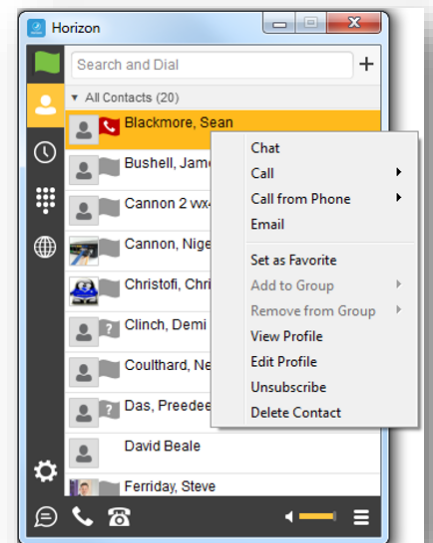 Horizon
Search and Dial
All Contacts (20)
Blackmore, Sean
Bushell, Jam
Cannon 2 vvx
Cannon, Nige
Christofi, Chri
Clinch, Demi
Coulthard, Ne
Das, Preedee
David Beale
Ferriday, Steve
Chat
Call
Call from Phone
Email
Set as Favorite
Add to Group
Remove from Group
View Profile
Edit Profile
Unsubscribe
Delete Contact